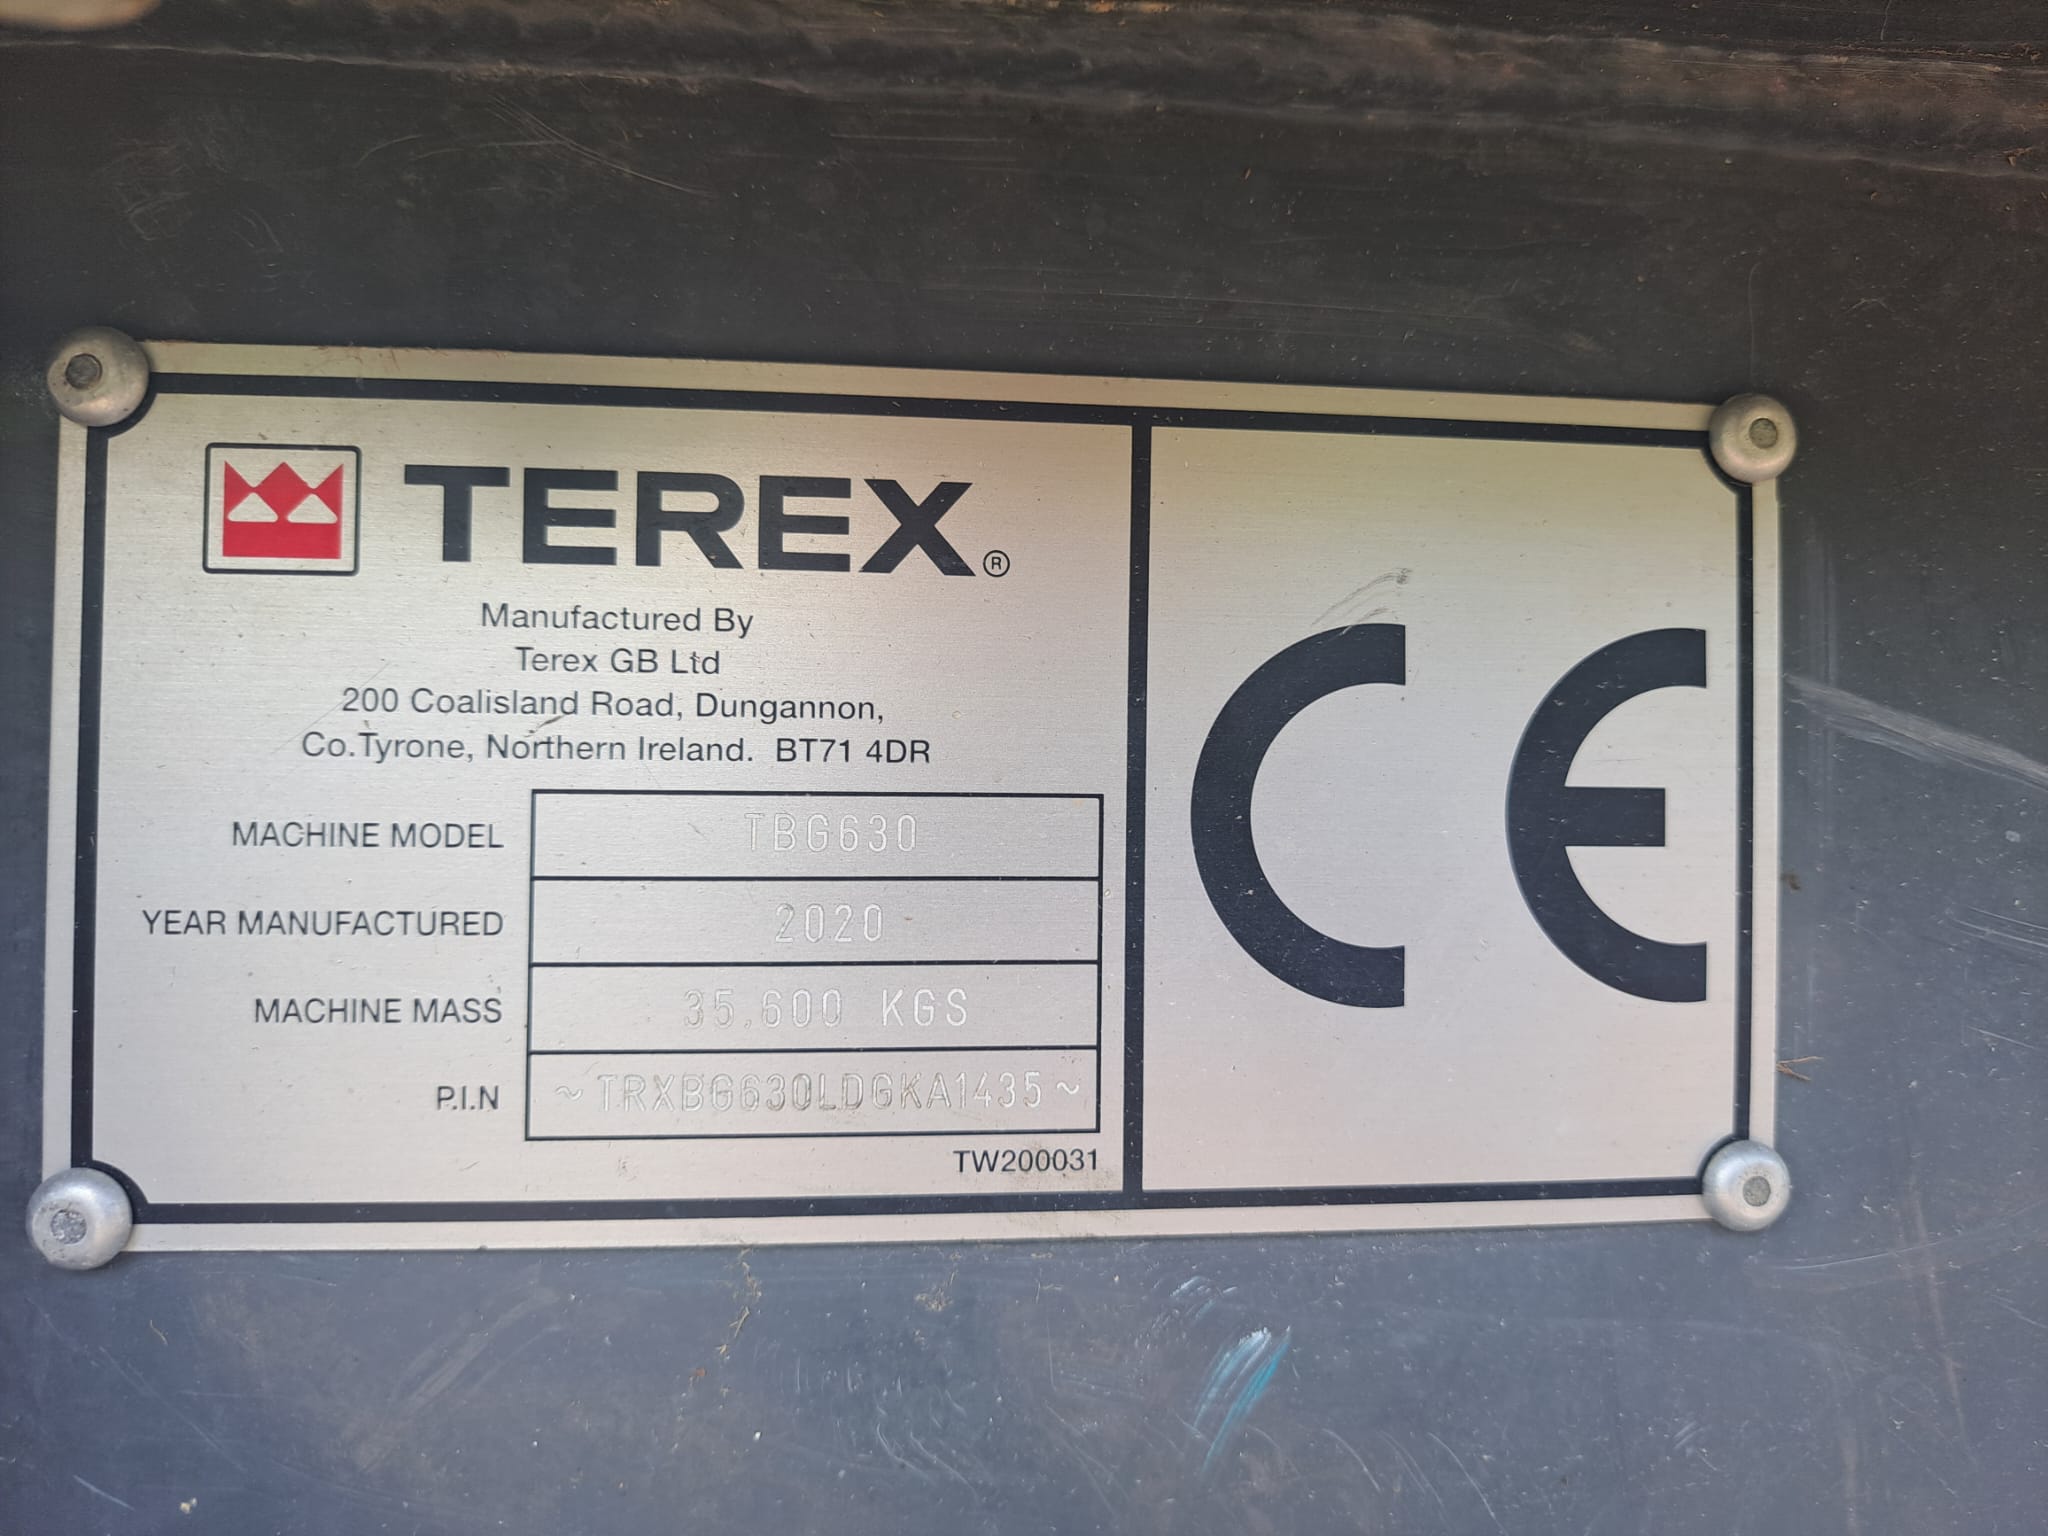 TEREX®
Manufactured By
Terex GB Ltd
200 Coalisland Road, Dungannon,
Co.Tyrone, Northern Ireland. BT71 4DR
MACHINE MODEL TBG630
YEAR MANUFACTURED 2020
MACHINE MASS 35,600 KGS
P.I.N ~TRXBG630LDGKA1435~
TW200031
CE